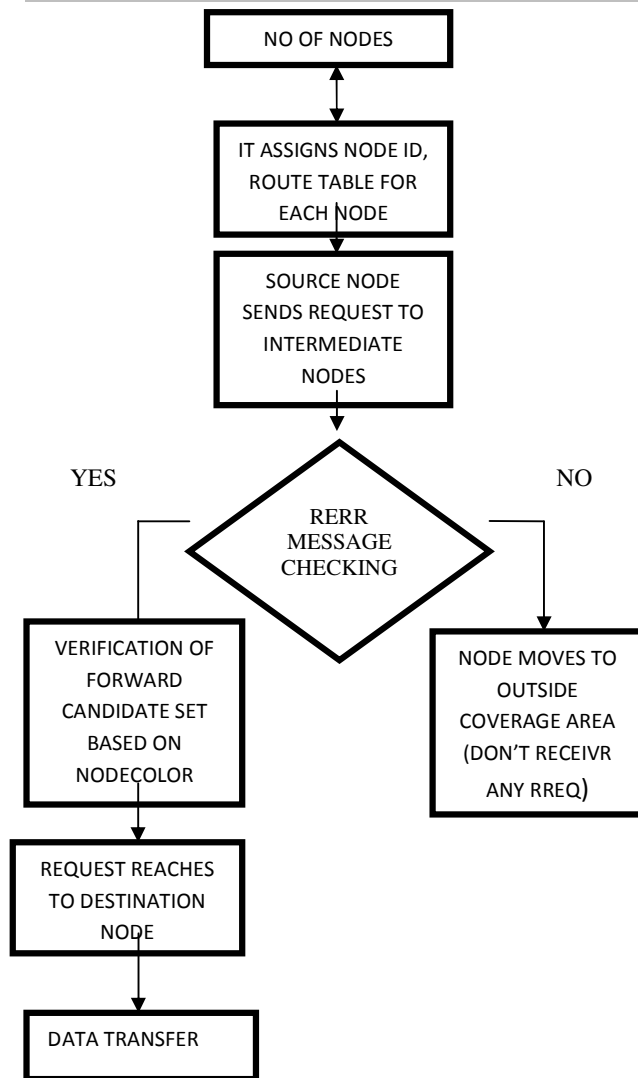 NO OF NODES
IT ASSIGNS NODE ID,
ROUTE TABLE FOR
EACH NODE
SOURCE NODE
SENDS REQUEST TO
INTERMEDIATE
NODES
YES
NO
RERR
MESSAGE
CHECKING
VERIFICATION OF
FORWARD
CANDIDATE SET
BASED ON
NODECOLOR
NODE MOVES TO
OUTSIDE
COVERAGE AREA
(DON’T RECEIVR
ANY RREQ)
REQUEST REACHES
TO DESTINATION
NODE
DATA TRANSFER